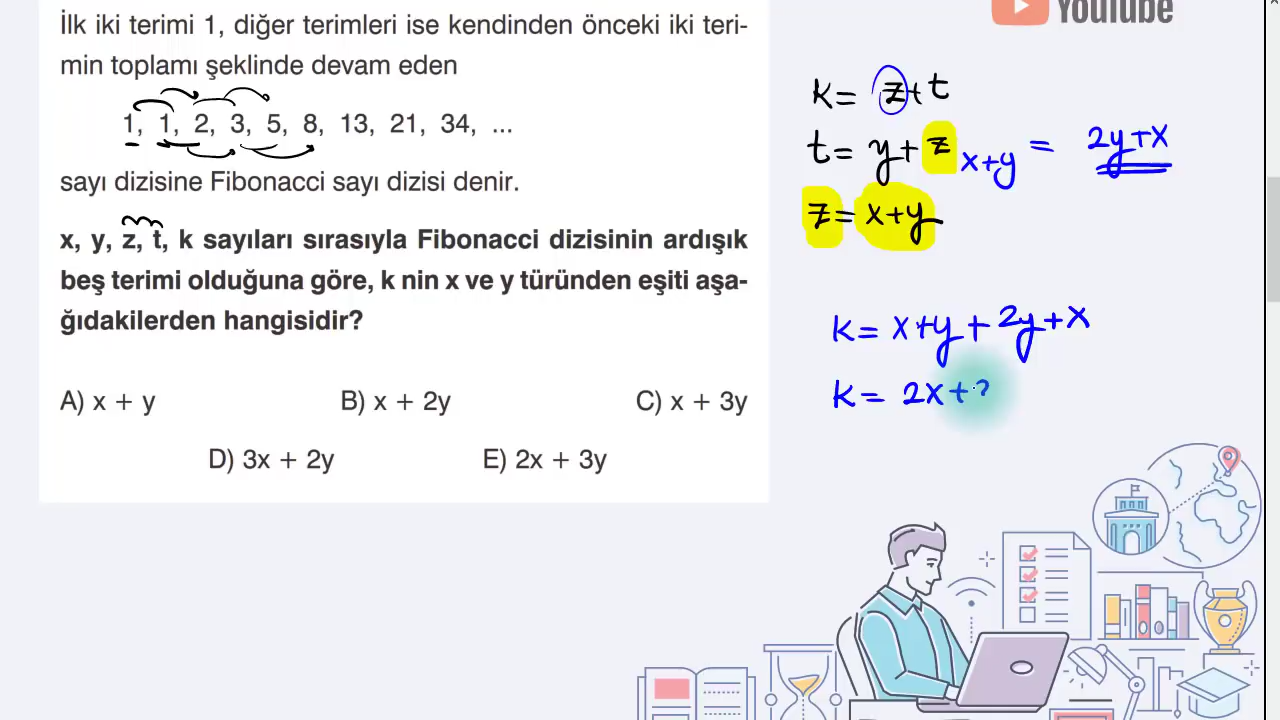 İlk iki terimi 1, diğer terimleri ise kendinden önceki iki teri-
min toplamı şeklinde devam eden
1, 1, 2, 3, 5, 8, 13, 21, 34, ...
sayı dizisine Fibonacci sayı dizisi denir.
x, y, z, t, k sayıları sırasıyla Fibonacci dizisinin ardışık
beş terimi olduğuna göre, k nin x ve y türünden eşiti aşa-
ğıdakilerden hangisidir?
A) x + y B) x + 2y C) x + 3y
D) 3x + 2y E) 2x + 3y
YouTube
k = z + t
t = y + z x+y = 2y+x
z = x+y
k = x+y + 2y+x
k = 2x+